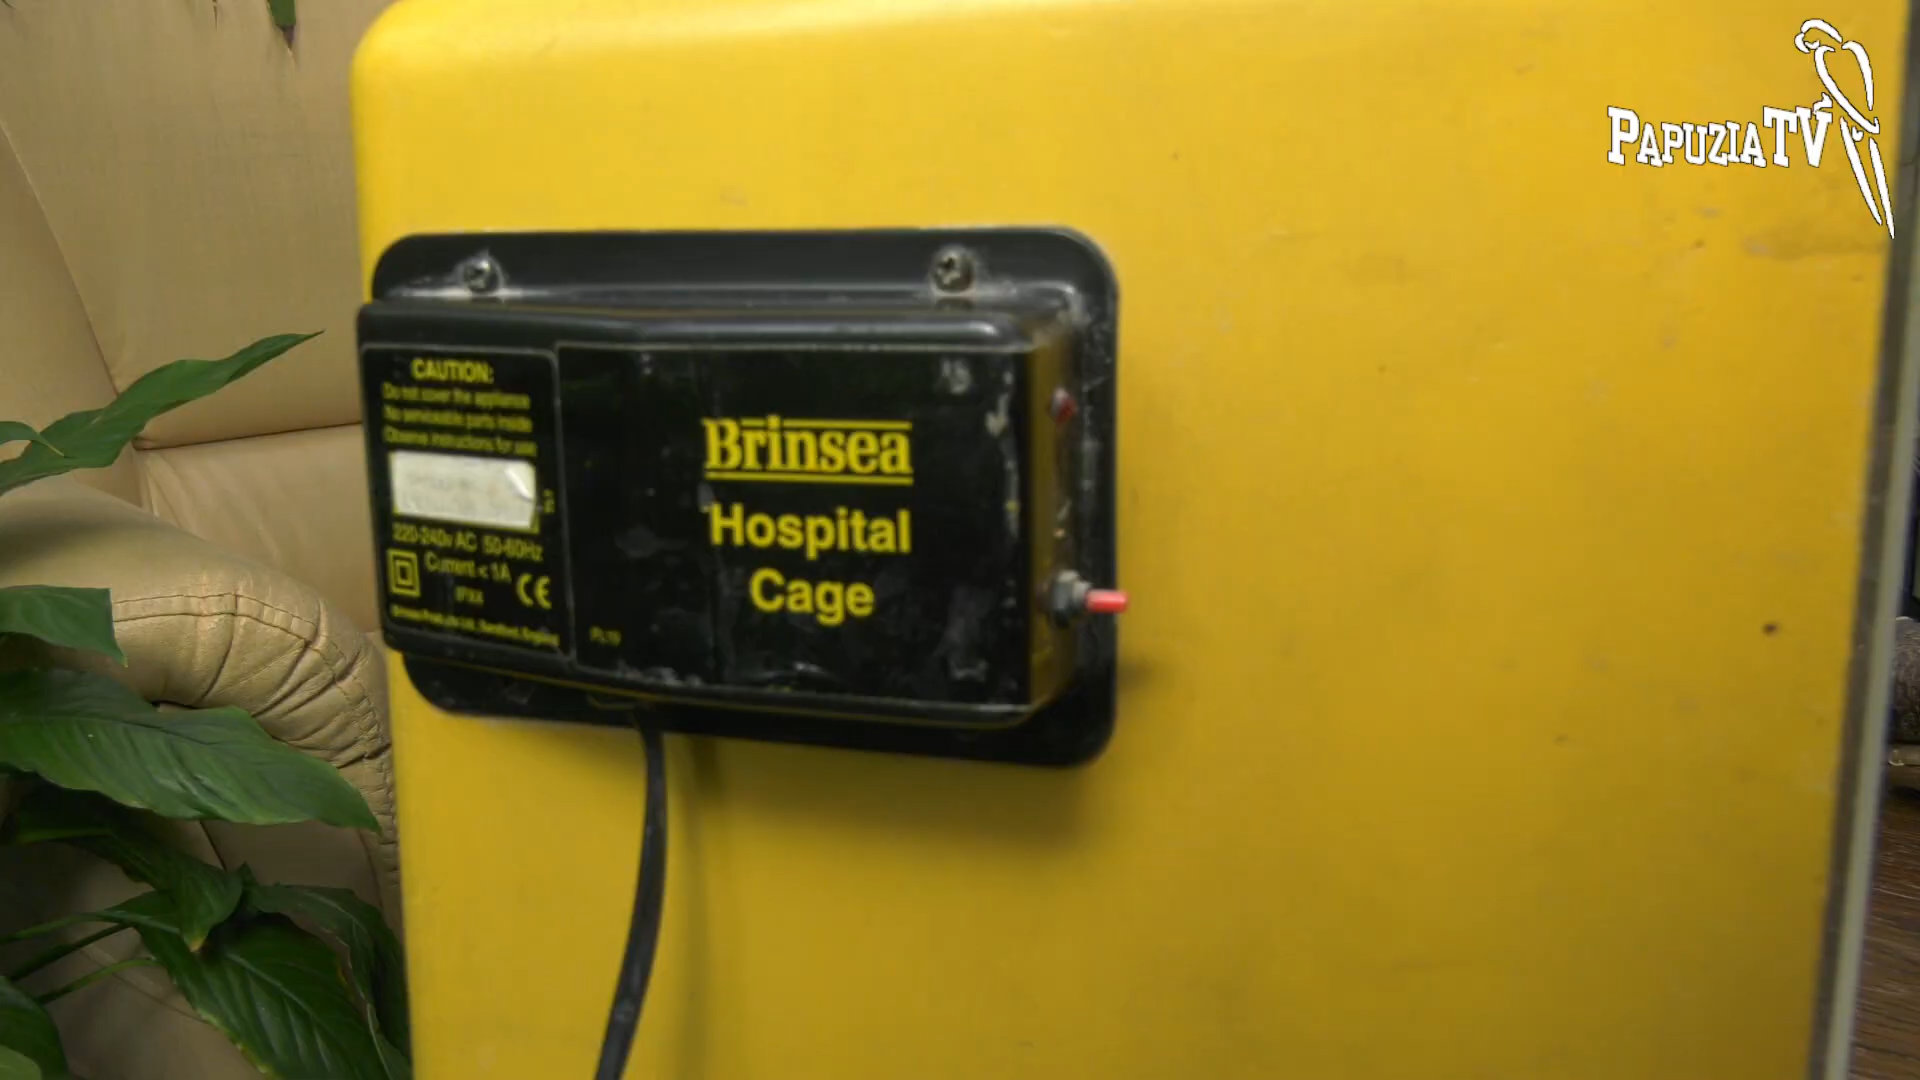 PAPUZIATV
CAUTION:
Do not cover the appliance
No serviceable parts inside
Observe instructions for use
220-240v AC 50-60Hz
Current < 1A
CE
Brinsea
Hospital
Cage